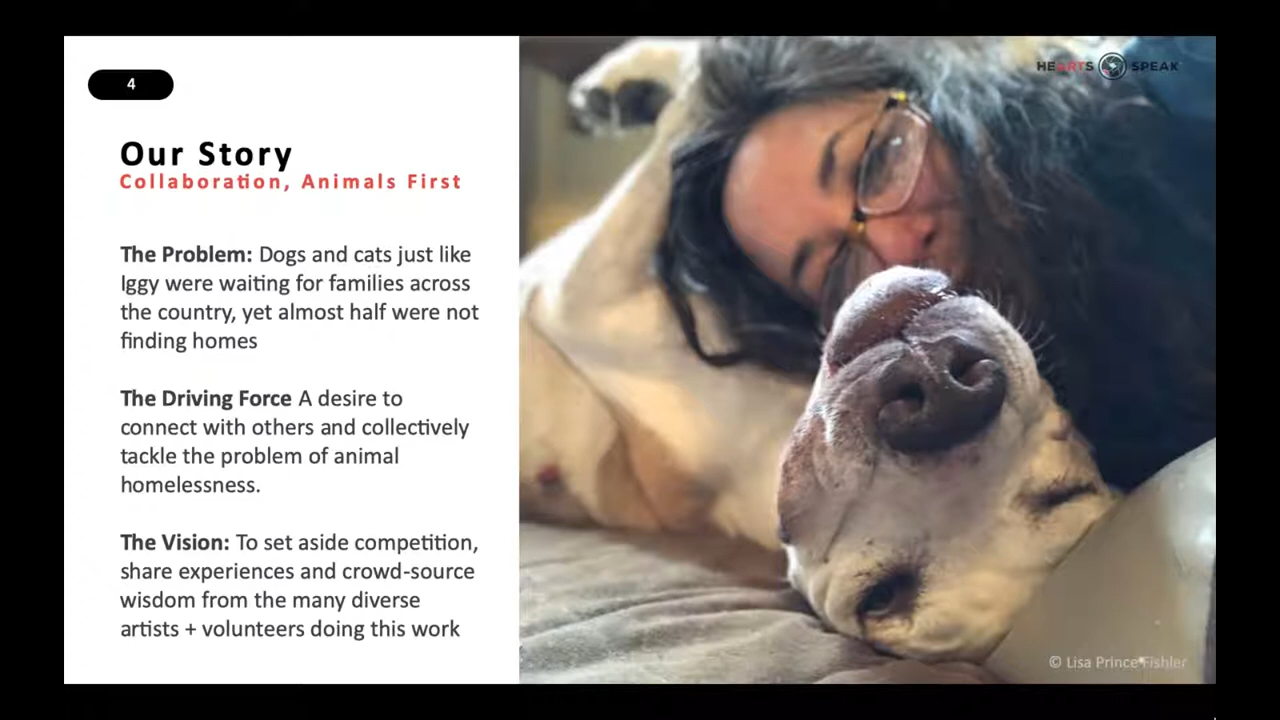 4
HEARTS SPEAK
Our Story
Collaboration, Animals First
The Problem: Dogs and cats just like
Iggy were waiting for families across
the country, yet almost half were not
finding homes
The Driving Force A desire to
connect with others and collectively
tackle the problem of animal
homelessness.
The Vision: To set aside competition,
share experiences and crowd-source
wisdom from the many diverse
artists + volunteers doing this work
© Lisa Prince Fishler